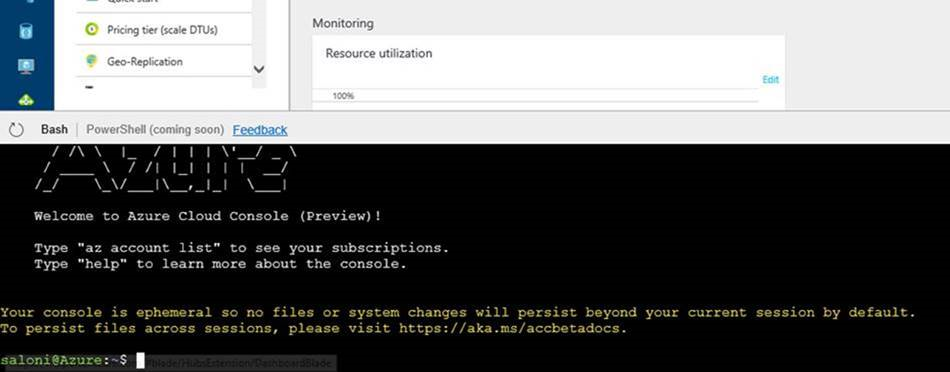 Quick start
Pricing tier (scale DTUs)
Geo-Replication
Monitoring
Resource utilization
Edit
100%
Bash
PowerShell (coming soon)
Feedback
Azure
Welcome to Azure Cloud Console (Preview)!
Type "az account list" to see your subscriptions.
Type "help" to learn more about the console.
Your console is ephemeral so no files or system changes will persist beyond your current session by default.
To persist files across sessions, please visit https://aka.ms/accbetadocs.
saloni@Azure:~$
Blade/HubsExtension/DashboardBlade